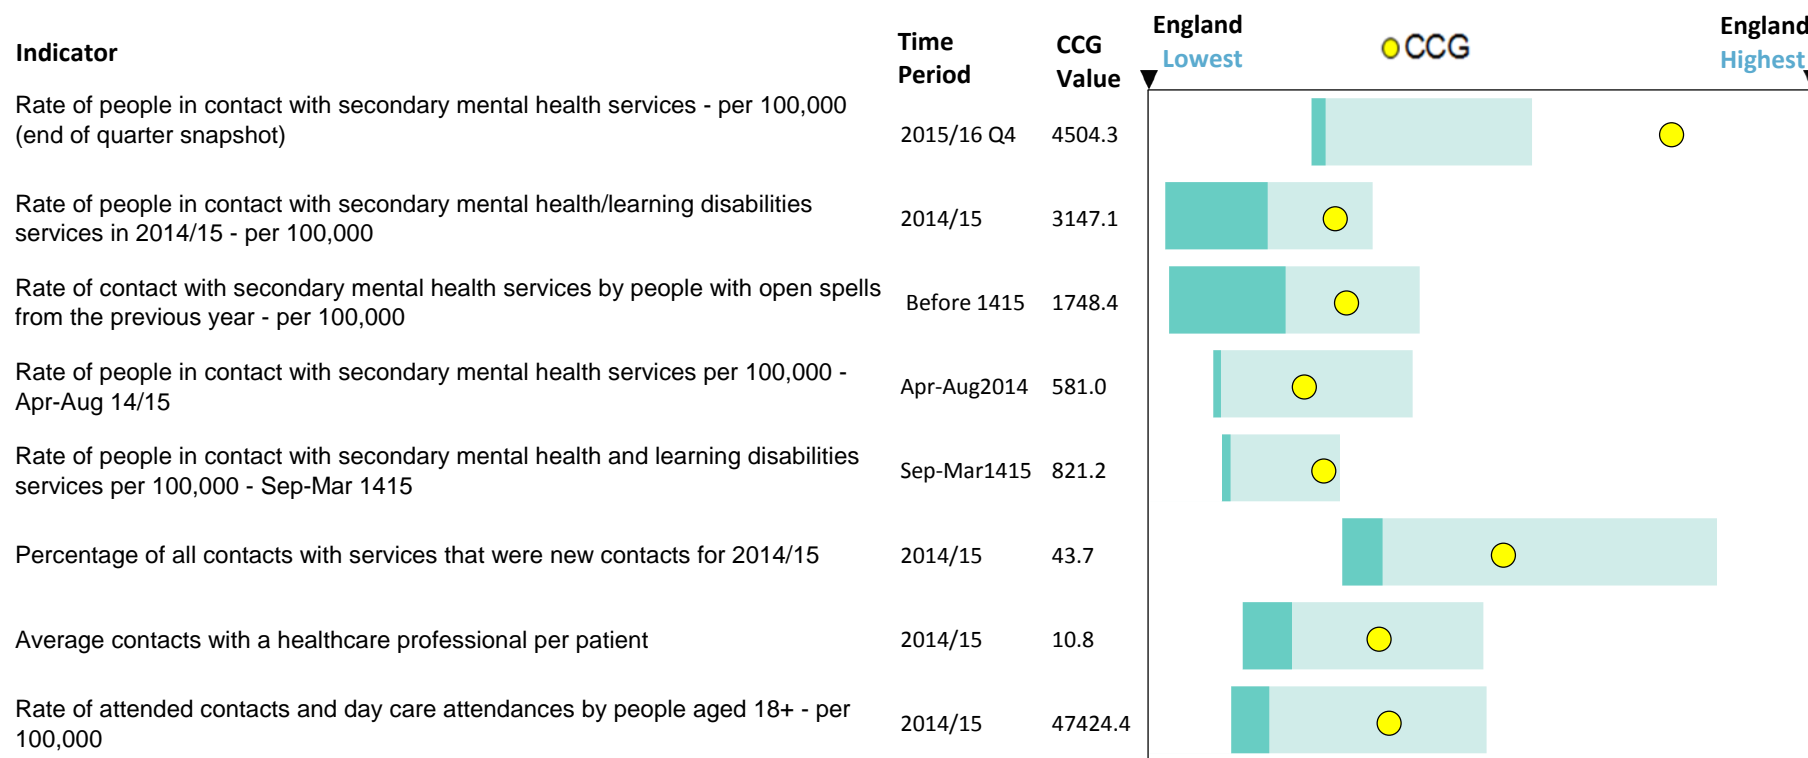 Indicator
Time
Period
CCG
Value
England
Lowest
CCG
England
Highest
Rate of people in contact with secondary mental health services - per 100,000
(end of quarter snapshot)
2015/16 Q4
4504.3
Rate of people in contact with secondary mental health/learning disabilities
services in 2014/15 - per 100,000
2014/15
3147.1
Rate of contact with secondary mental health services by people with open spells
from the previous year - per 100,000
Before 1415
1748.4
Rate of people in contact with secondary mental health services per 100,000 -
Apr-Aug 14/15
Apr-Aug2014
581.0
Rate of people in contact with secondary mental health and learning disabilities
services per 100,000 - Sep-Mar 1415
Sep-Mar1415
821.2
Percentage of all contacts with services that were new contacts for 2014/15
2014/15
43.7
Average contacts with a healthcare professional per patient
2014/15
10.8
Rate of attended contacts and day care attendances by people aged 18+ - per
100,000
2014/15
47424.4